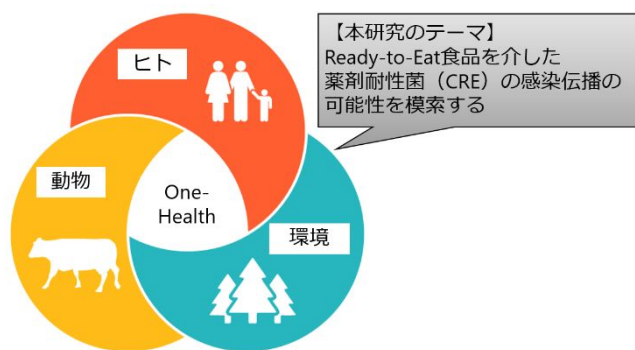 【本研究のテーマ】
Ready-to-Eat食品を介した
薬剤耐性菌（CRE）の感染伝播の
可能性を模索する
ヒト
動物
One-
Health
環境